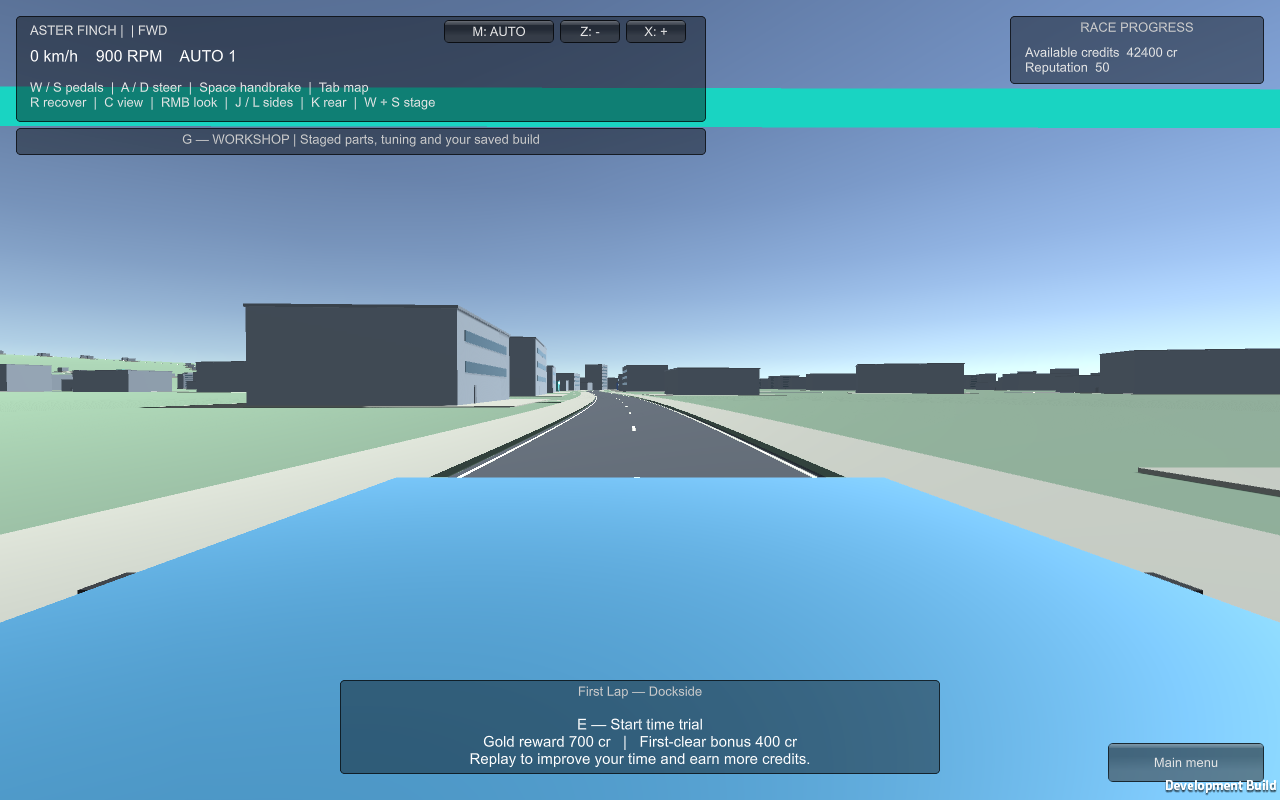 ASTER FINCH | | FWD
M: AUTO
Z: -
X: +
0 km/h 900 RPM AUTO 1
W / S pedals | A / D steer | Space handbrake | Tab map
R recover | C view | RMB look | J / L sides | K rear | W + S stage
G — WORKSHOP | Staged parts, tuning and your saved build
RACE PROGRESS
Available credits 42400 cr
Reputation 50
First Lap — Dockside
E — Start time trial
Gold reward 700 cr | First-clear bonus 400 cr
Replay to improve your time and earn more credits.
Main menu
Development Build